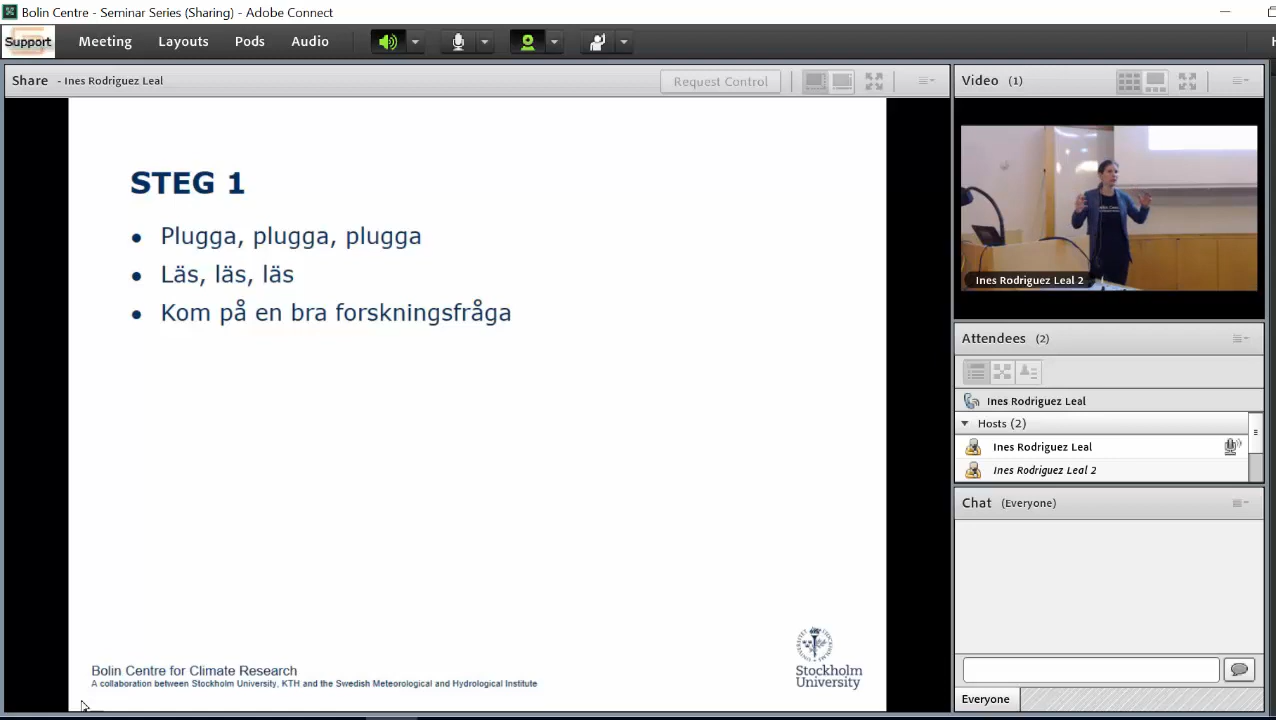 Bolin Centre - Seminar Series (Sharing) - Adobe Connect
Support Meeting Layouts Pods Audio
Share - Ines Rodriguez Leal Request Control
STEG 1
Plugga, plugga, plugga
Läs, läs, läs
Kom på en bra forskningsfråga
Bolin Centre for Climate Research
A collaboration between Stockholm University, KTH and the Swedish Meteorological and Hydrological Institute
Stockholm
University
Video (1)
Ines Rodriguez Leal 2
Attendees (2)
Ines Rodriguez Leal
Hosts (2)
Ines Rodriguez Leal
Ines Rodriguez Leal 2
Chat (Everyone)
Everyone